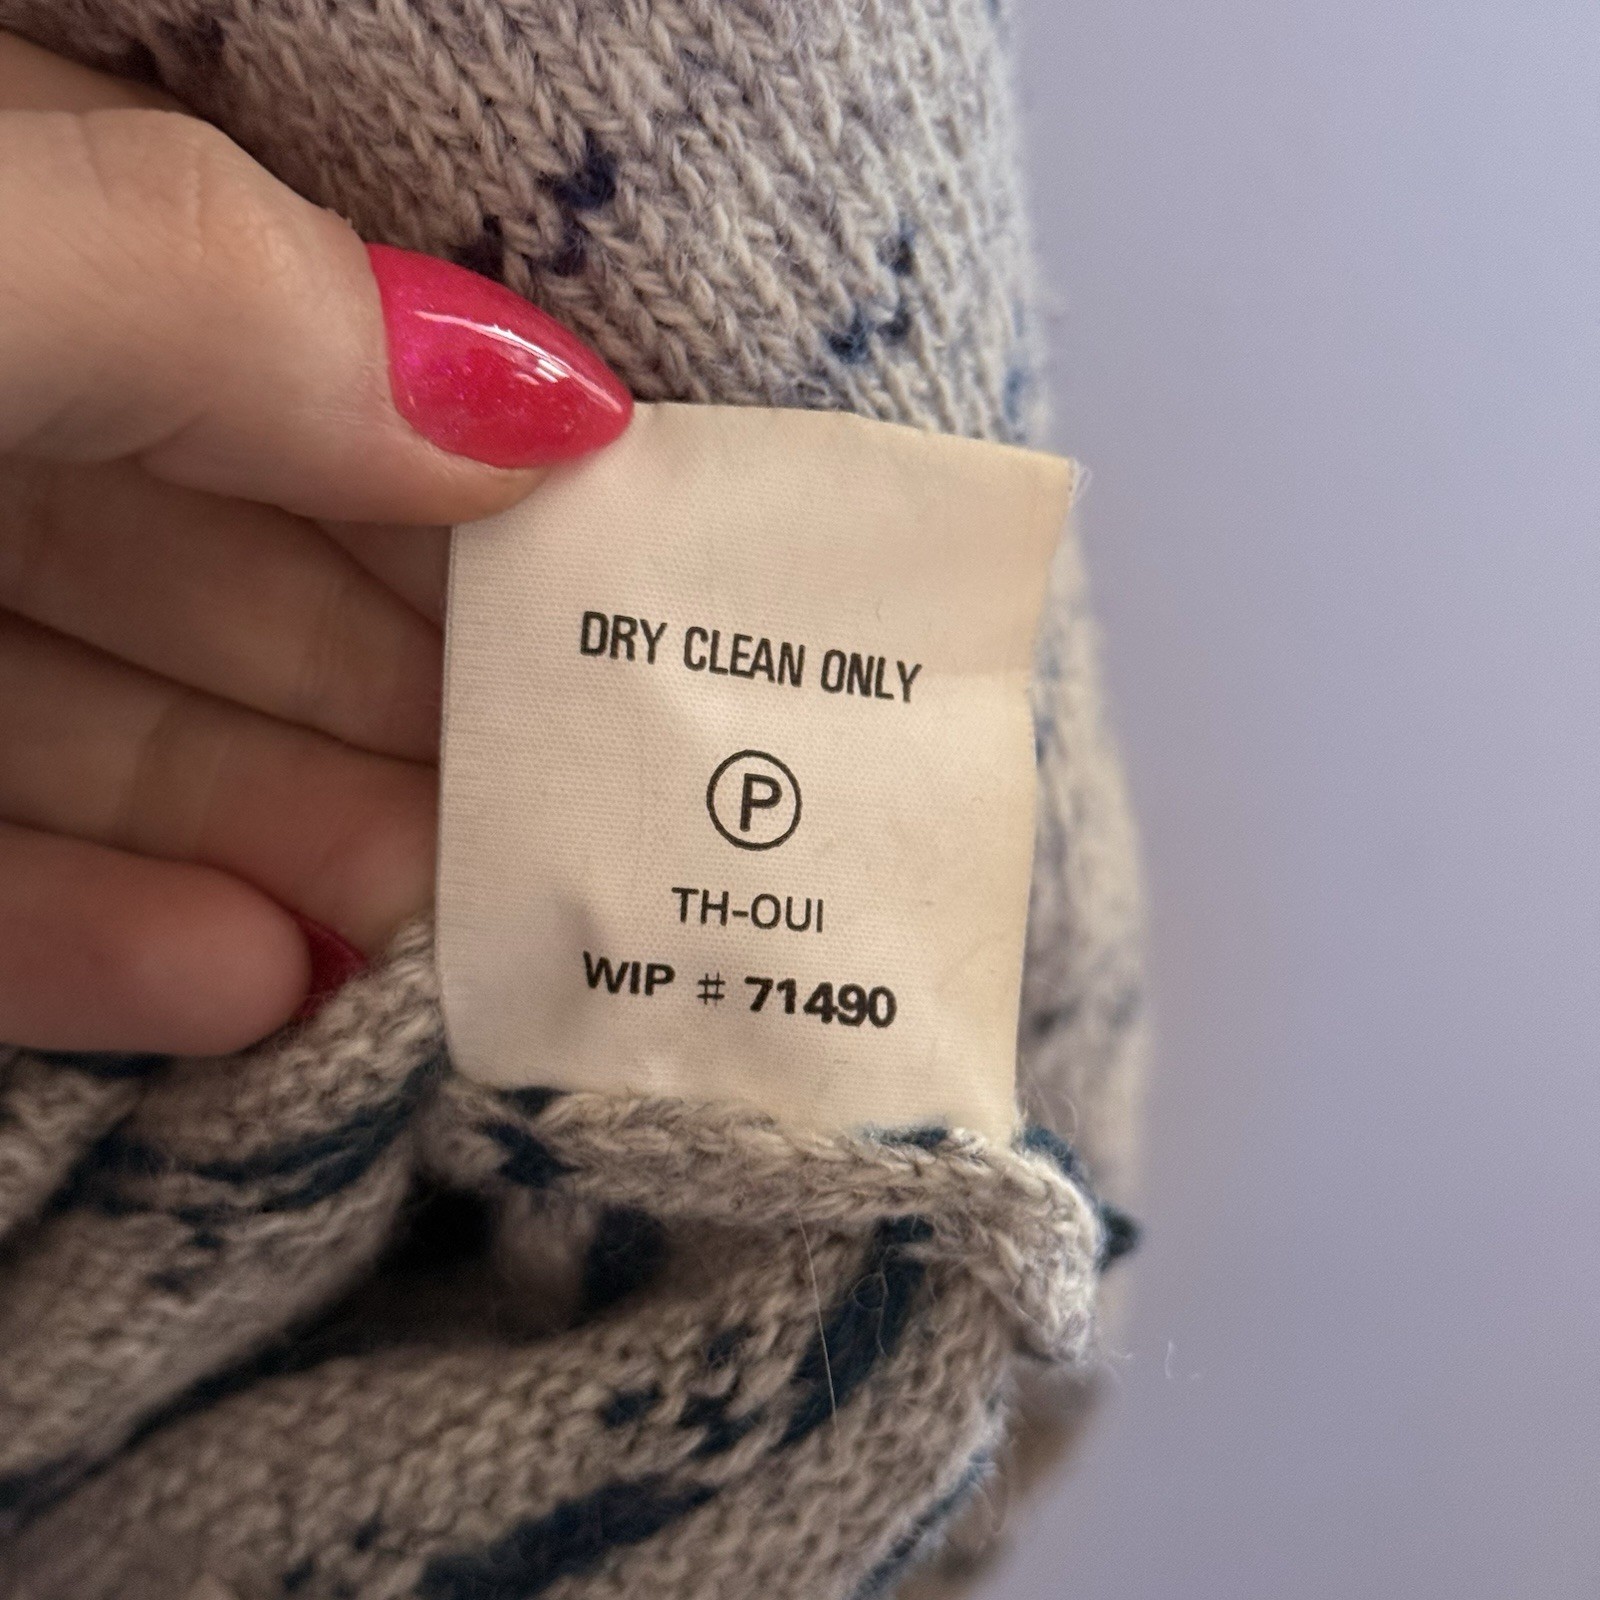 DRY CLEAN ONLY
P
TH-OUI
WIP # 71490